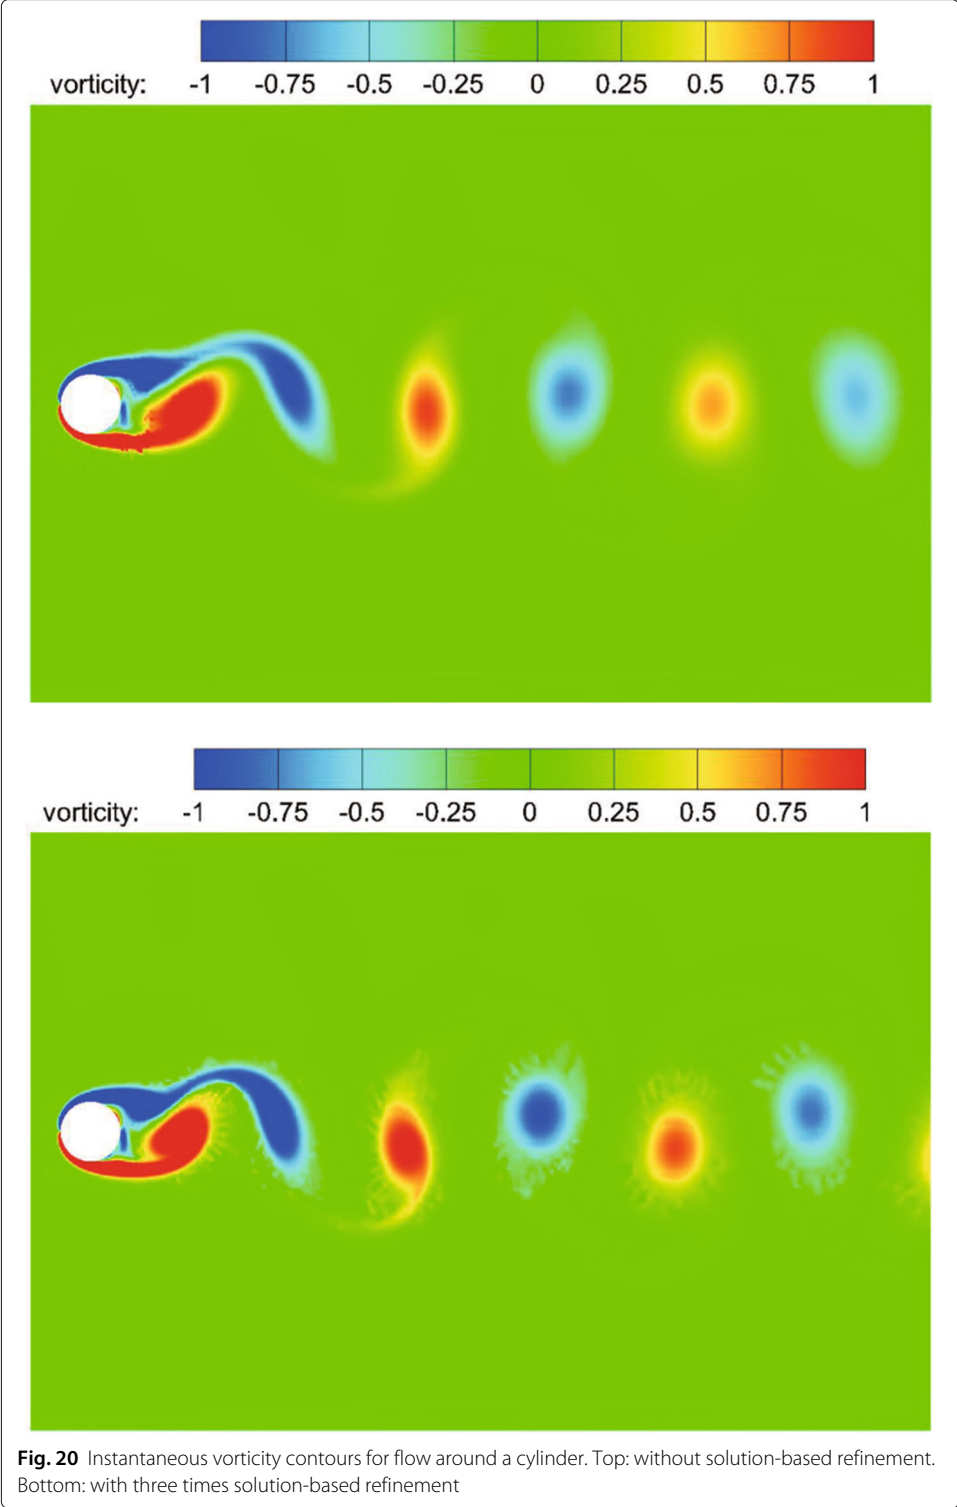 vorticity: -1 -0.75 -0.5 -0.25 0 0.25 0.5 0.75 1
vorticity: -1 -0.75 -0.5 -0.25 0 0.25 0.5 0.75 1
Fig. 20 Instantaneous vorticity contours for flow around a cylinder. Top: without solution-based refinement.
Bottom: with three times solution-based refinement